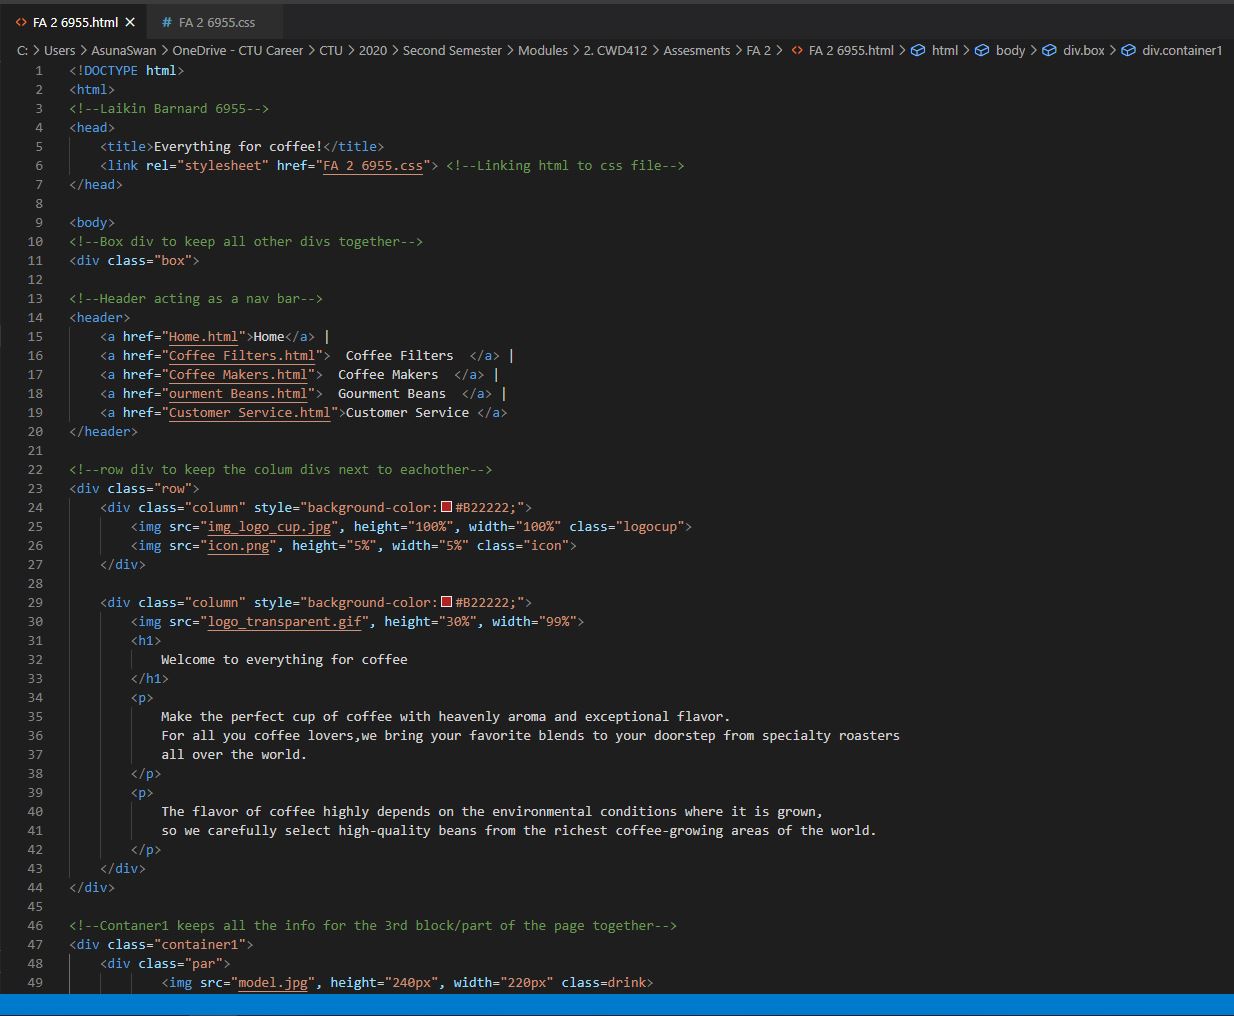 FA 2 6955.html
FA 2 6955.css
C: > Users > AsunaSwan > OneDrive - CTU Career > CTU > 2020 > Second Semester > Modules > 2. CWD412 > Assesments > FA 2 > FA 2 6955.html > html > body > div.box > div.container1
1 <!DOCTYPE html>
2 <html>
3 <!--Laikin Barnard 6955-->
4 <head>
5 <title>Everything for coffee!</title>
6 <link rel="stylesheet" href="FA 2 6955.css"> <!--Linking html to css file-->
7 </head>
8
9 <body>
10 <!--Box div to keep all other divs together-->
11 <div class="box">
12
13 <!--Header acting as a nav bar-->
14 <header>
15 <a href="Home.html">Home</a> |
16 <a href="Coffee Filters.html">  Coffee Filters  </a> |
17 <a href="Coffee Makers.html">  Coffee Makers  </a> |
18 <a href="ourment Beans.html">  Gourment Beans  </a> |
19 <a href="Customer Service.html">Customer Service </a>
20 </header>
21
22 <!--row div to keep the colum divs next to eachother-->
23 <div class="row">
24 <div class="column" style="background-color:#B22222;">
25 <img src="img_logo_cup.jpg", height="100%", width="100%" class="logocup">
26 <img src="icon.png", height="5%", width="5%" class="icon">
27 </div>
28
29 <div class="column" style="background-color:#B22222;">
30 <img src="logo_transparent.gif", height="30%", width="99%">
31 <h1>
32 Welcome to everything for coffee
33 </h1>
34 <p>
35 Make the perfect cup of coffee with heavenly aroma and exceptional flavor.
36 For all you coffee lovers,we bring your favorite blends to your doorstep from specialty roasters
37 all over the world.
38 </p>
39 <p>
40 The flavor of coffee highly depends on the environmental conditions where it is grown,
41 so we carefully select high-quality beans from the richest coffee-growing areas of the world.
42 </p>
43 </div>
44 </div>
45
46 <!--Contaner1 keeps all the info for the 3rd block/part of the page together-->
47 <div class="container1">
48 <div class="par">
49 <img src="model.jpg", height="240px", width="220px" class=drink>